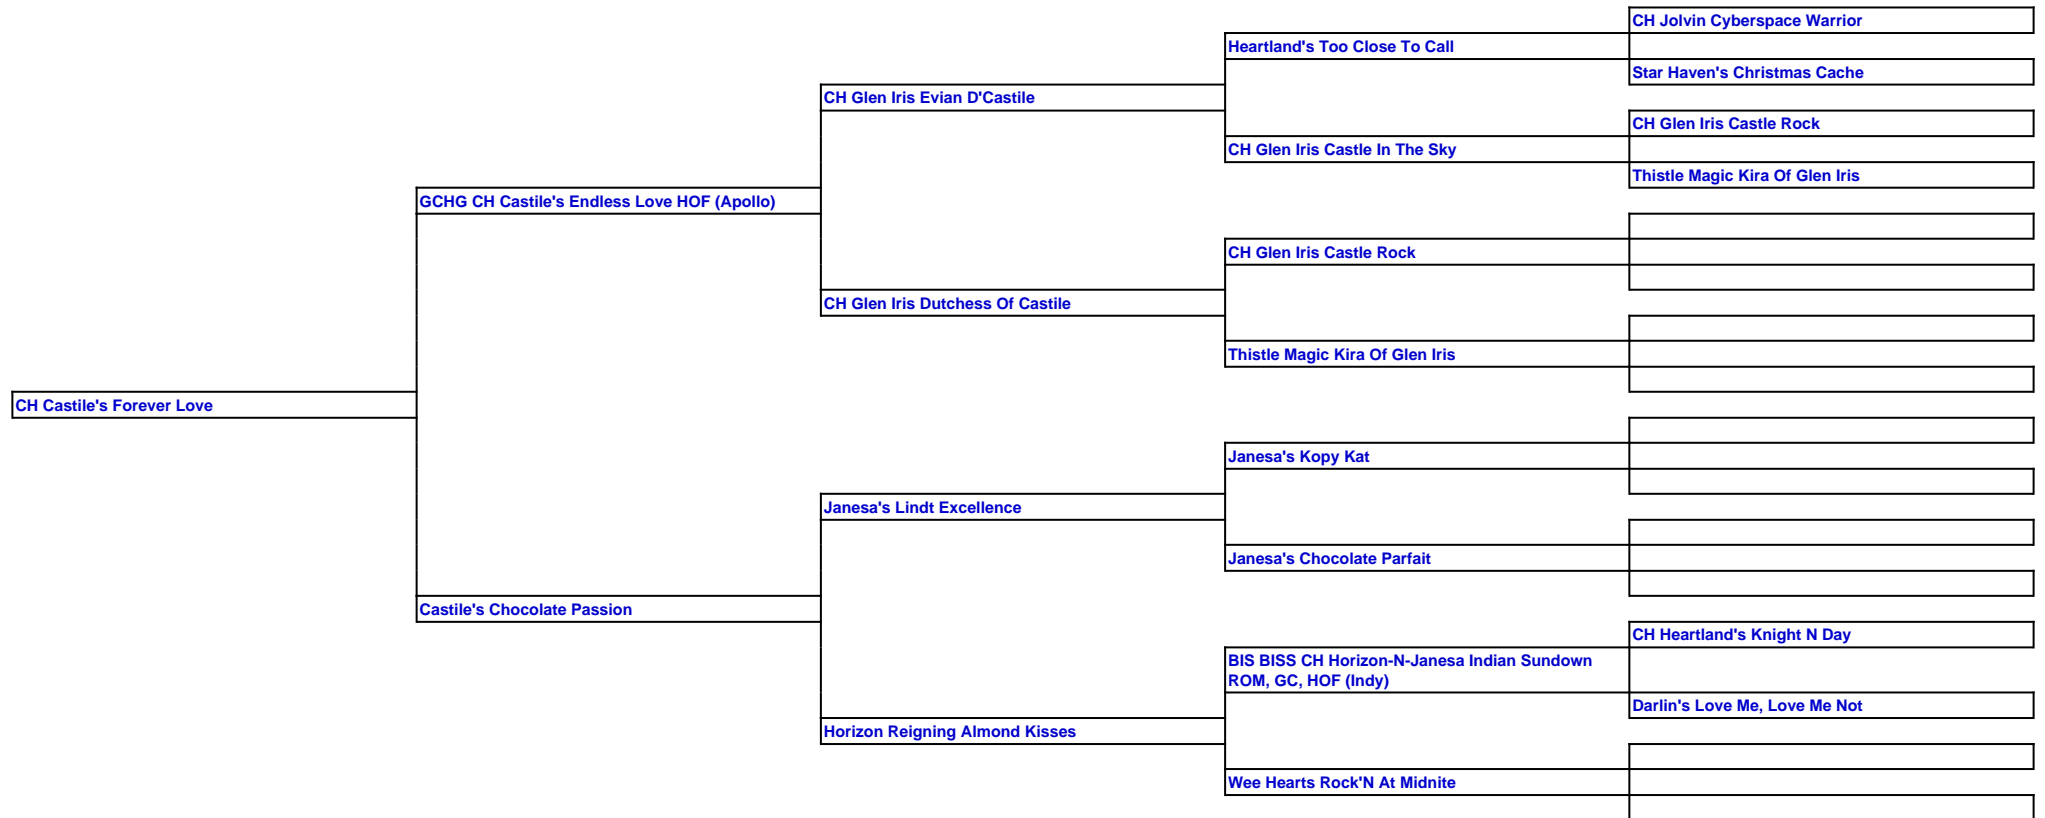 CH Jolvin Cyberspace Warrior
Heartland's Too Close To Call
Star Haven's Christmas Cache
CH Glen Iris Evian D'Castile
CH Glen Iris Castle Rock
CH Glen Iris Castle In The Sky
Thistle Magic Kira Of Glen Iris
GCHG CH Castile's Endless Love HOF (Apollo)
CH Glen Iris Castle Rock
CH Glen Iris Dutchess Of Castile
Thistle Magic Kira Of Glen Iris
CH Castile's Forever Love
Janesa's Kopy Kat
Janesa's Lindt Excellence
Janesa's Chocolate Parfait
Castile's Chocolate Passion
CH Heartland's Knight N Day
BIS BISS CH Horizon-N-Janesa Indian Sundown
ROM, GC, HOF (Indy)
Darlin's Love Me, Love Me Not
Horizon Reigning Almond Kisses
Wee Hearts Rock'N At Midnite